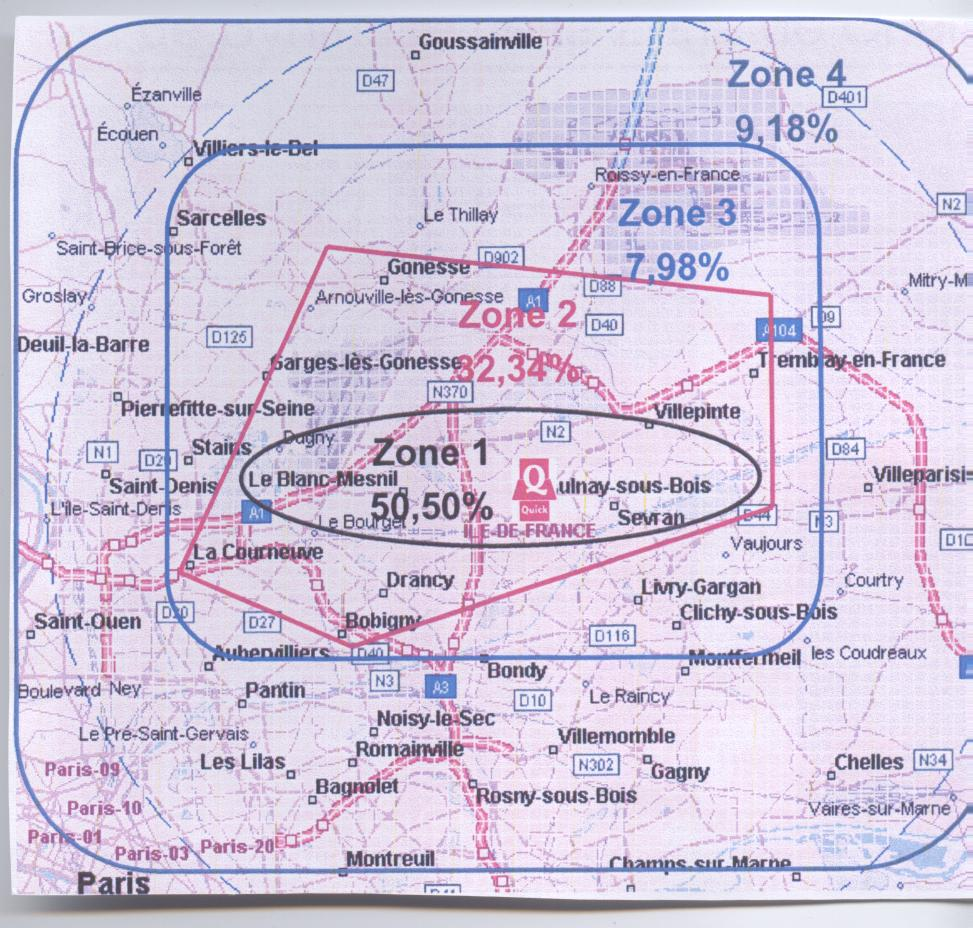 Goussainville
Zone 4
D47
Ézanville
D401
9,18%
Écouen
Villiers-le-Bel
Roissy-en-France
N2
Zone 3
Le Thillay
Sarcelles
Saint-Brice-sous-Forêt
D902
Gonesse
7,98%
Mitry-M
D88
Groslay
Arnouville-lès-Gonesse
A1
Zone 2
D9
D40
A104
D125
Deuil-la-Barre
Garges-lès-Gonesse
32,34%
Tremblay-en-France
N370
Pierrefitte-sur-Seine
Villepinte
Dugny
N2
Stains
N1
Zone 1
D84
Le Blanc-Mesnil
Q
Quick
ulnay-sous-Bois
Villeparisi
Saint-Denis
50,50%
L'île-Saint-Denis
A1
Le Bourget
Sevran
D44
N3
ILE-DE-FRANCE
Vaujours
La Courneuve
Drancy
Courtry
Livry-Gargan
D20
Clichy-sous-Bois
Saint-Ouen
D27
Bobigny
D116
Aubervilliers
D40
Montfermeil
les Coudreaux
Bondy
N3
A3
Boulevard Ney
Pantin
D10
Le Raincy
Noisy-le-Sec
Le Pré-Saint-Gervais
Villemomble
Romainville
Les Lilas
N302
Gagny
Chelles
N34
Paris-09
Bagnolet
Rosny-sous-Bois
Paris-10
Vaires-sur-Marne
Paris-01
Paris-03
Paris-20
Montreuil
Champs-sur-Marne
Paris